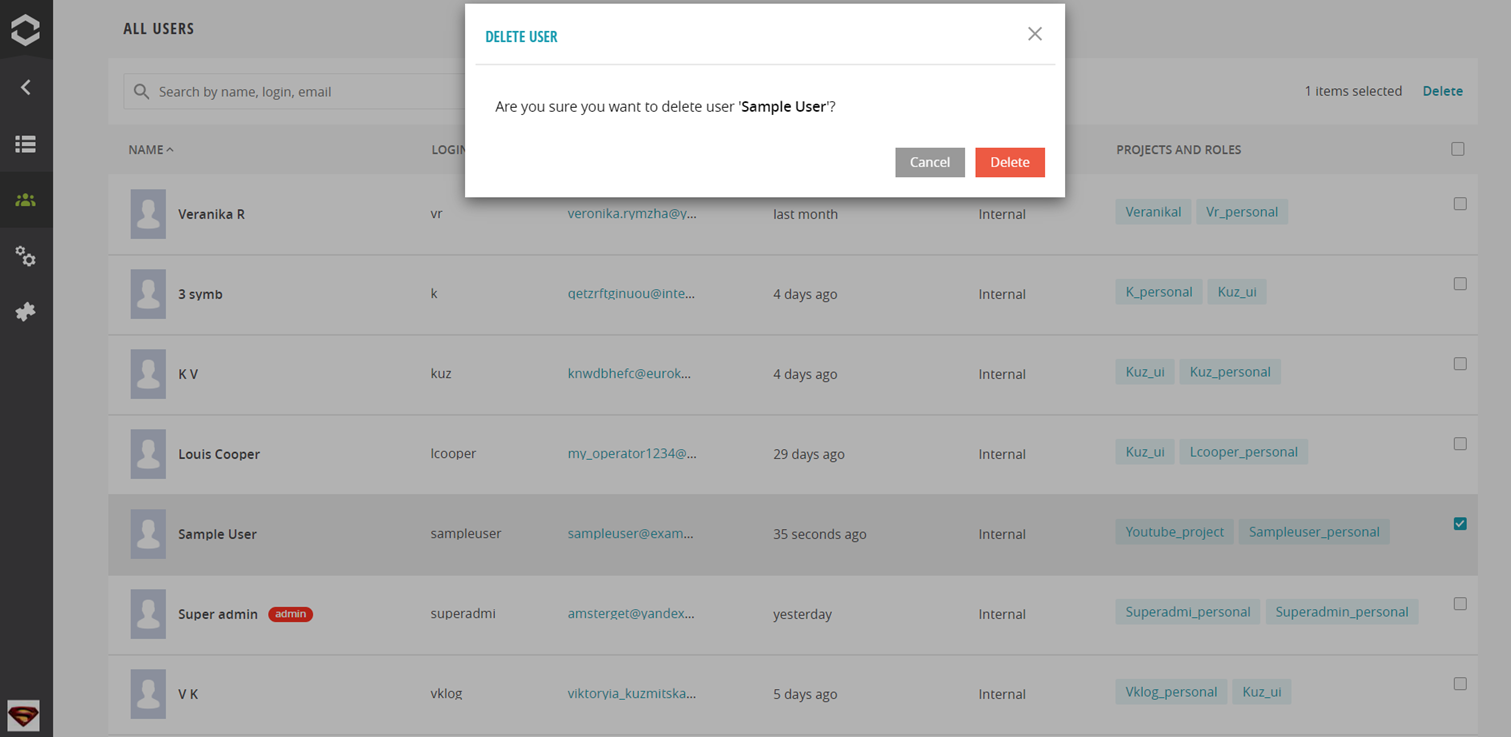 ALL USERS
DELETE USER
Search by name, login, email
Are you sure you want to delete user 'Sample User'?
1 items selected Delete
Cancel Delete
NAME LOGIN PROJECTS AND ROLES
Veranika R vr veronika.rymzha@y... last month Internal Veranikal Vr_personal
3 symb k qetzrftginuou@inte... 4 days ago Internal K_personal Kuz_ui
K V kuz knwdbhefc@eurok... 4 days ago Internal Kuz_ui Kuz_personal
Louis Cooper lcooper my_operator1234@... 29 days ago Internal Kuz_ui Lcooper_personal
Sample User sampleuser sampleuser@exam... 35 seconds ago Internal Youtube_project Sampleuser_personal
Super admin admin superadmi amsterget@yandex... yesterday Internal Superadmi_personal Superadmin_personal
V K vklog viktoryia_kuzmitska... 5 days ago Internal Vklog_personal Kuz_ui